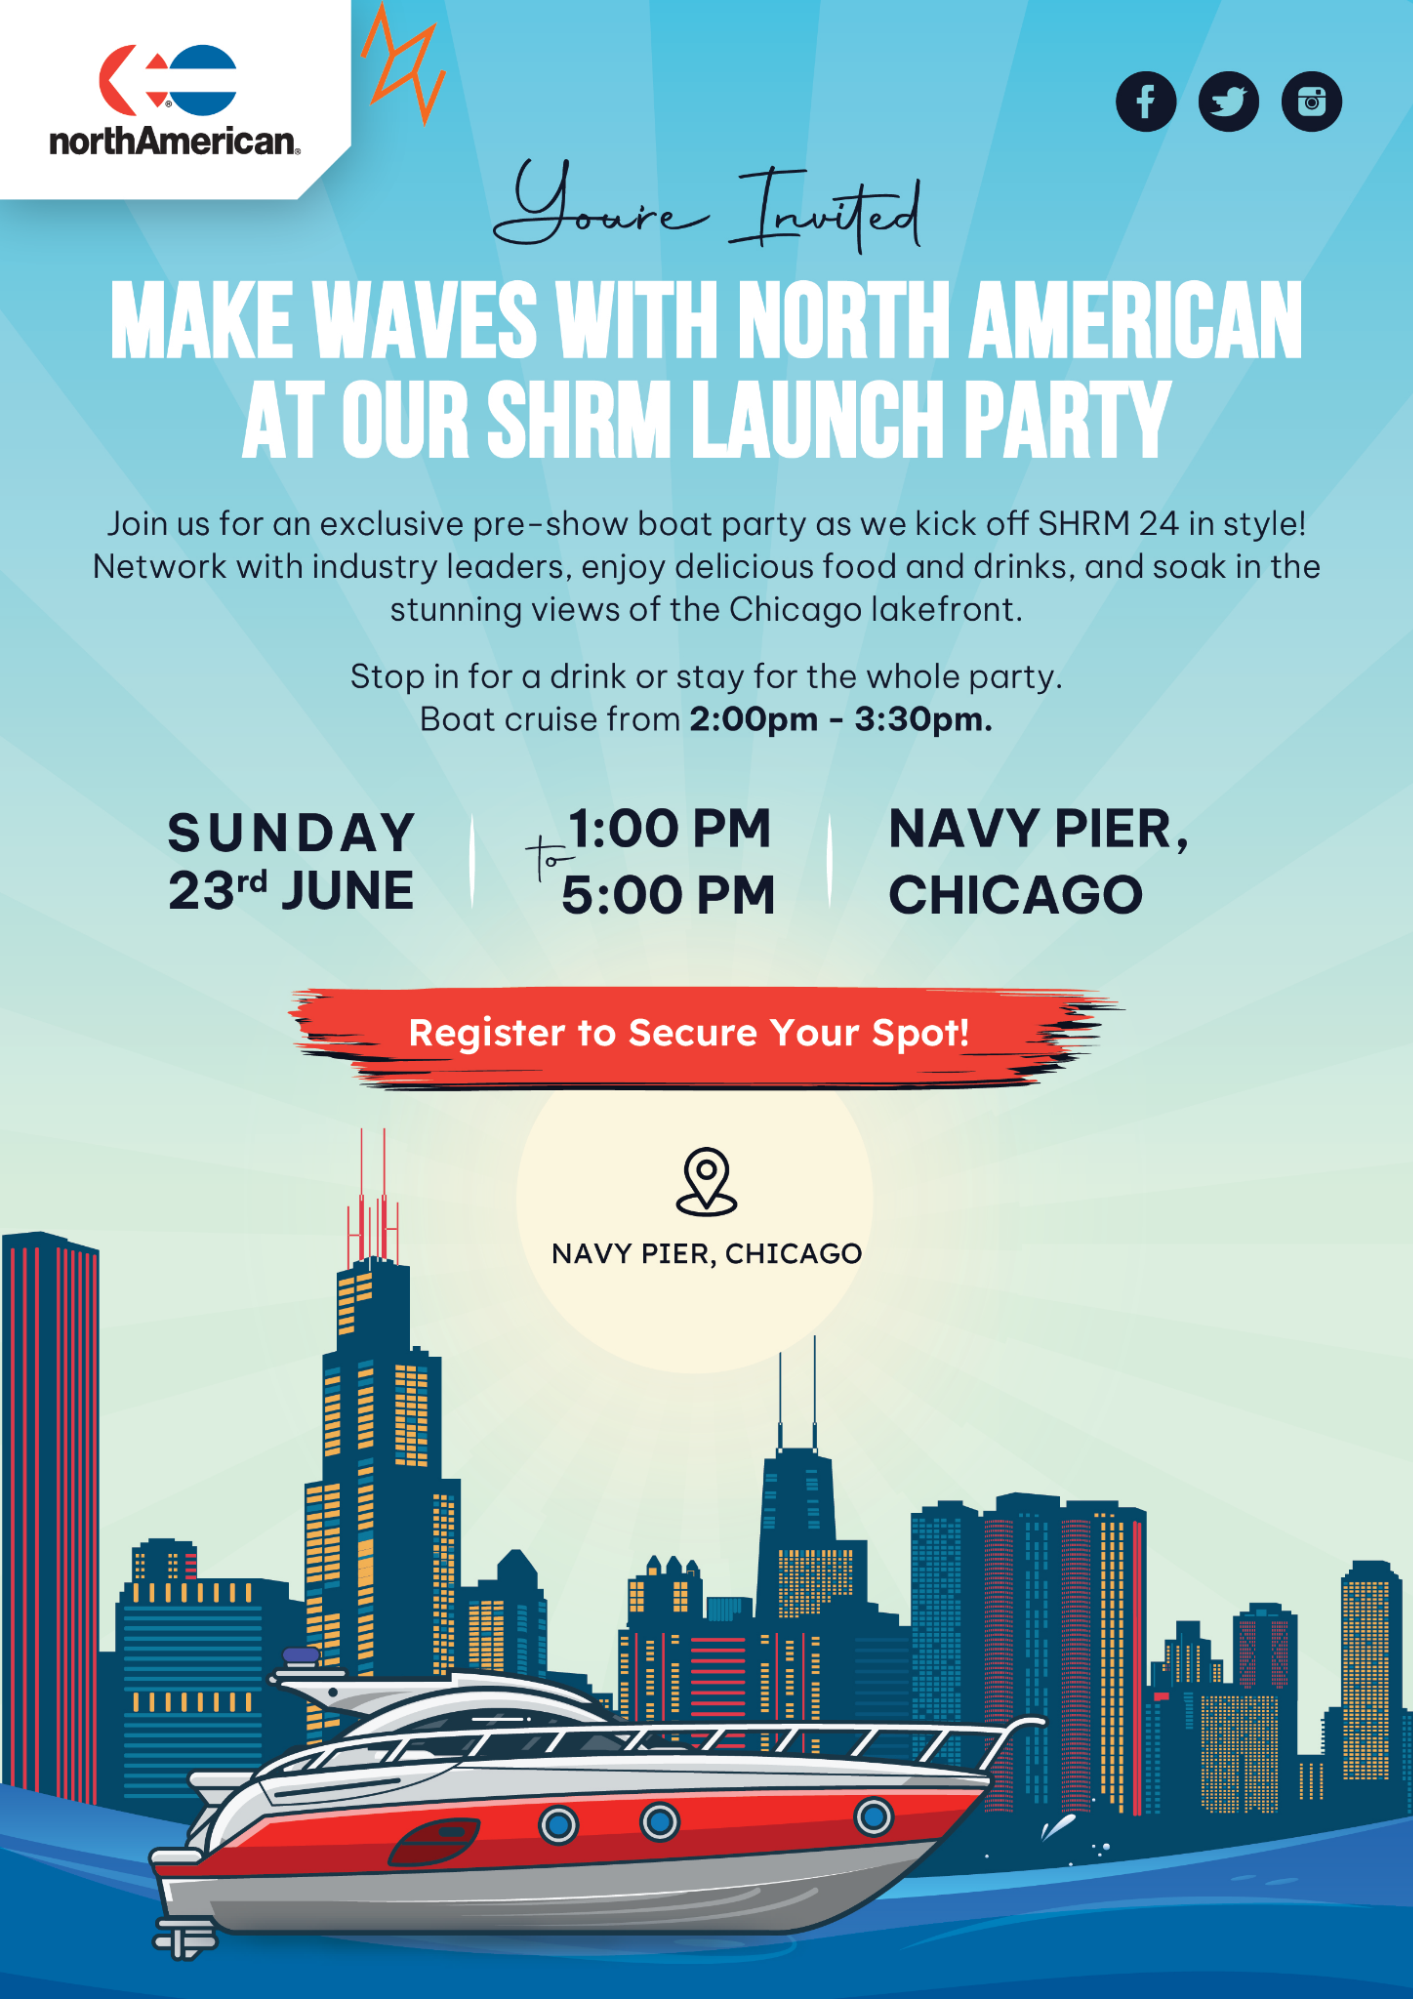 northAmerican®
Youre Invited
MAKE WAVES WITH NORTH AMERICAN
AT OUR SHRM LAUNCH PARTY
Join us for an exclusive pre-show boat party as we kick off SHRM 24 in style!
Network with industry leaders, enjoy delicious food and drinks, and soak in the
stunning views of the Chicago lakefront.
Stop in for a drink or stay for the whole party.
Boat cruise from 2:00pm - 3:30pm.
SUNDAY
23rd JUNE
1:00 PM
to
5:00 PM
NAVY PIER,
CHICAGO
Register to Secure Your Spot!
NAVY PIER, CHICAGO